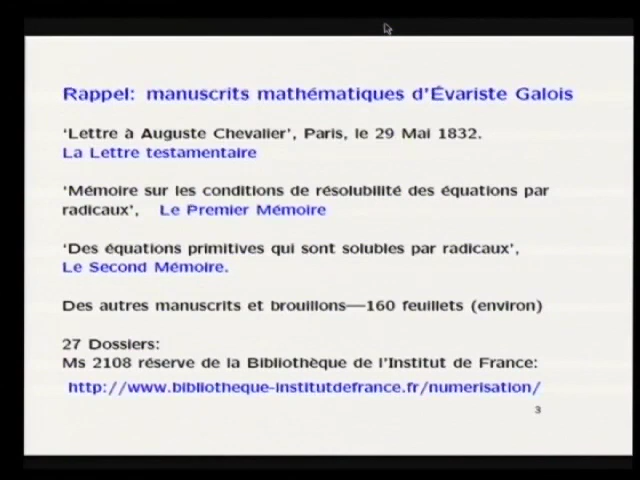 Rappel: manuscrits mathématiques d'Évariste Galois
‘Lettre à Auguste Chevalier’, Paris, le 29 Mai 1832.
La Lettre testamentaire
‘Mémoire sur les conditions de résolubilité des équations par
radicaux’, Le Premier Mémoire
‘Des équations primitives qui sont solubles par radicaux’,
Le Second Mémoire.
Des autres manuscrits et brouillons—160 feuillets (environ)
27 Dossiers:
Ms 2108 réserve de la Bibliothèque de l'Institut de France:
http://www.bibliotheque-institutdefrance.fr/numerisation/
3